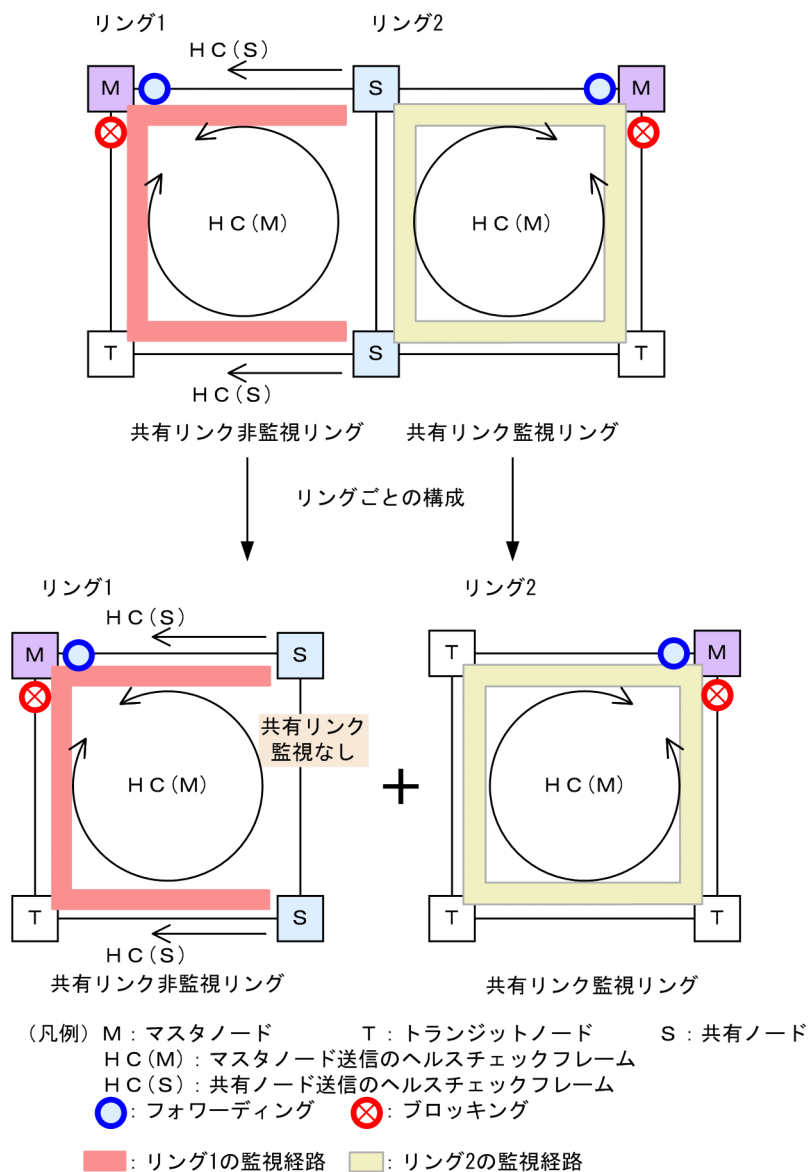 リング1
リング2
HC(S)
M
S
M
HC(M)
HC(M)
T
S
T
HC(S)
共有リンク非監視リング
共有リンク監視リング
リングごとの構成
リング1
リング2
HC(S)
M
S
T
M
共有リンク
監視なし
HC(M)
+
HC(M)
T
S
T
T
HC(S)
共有リンク非監視リング
共有リンク監視リング
(凡例) M:マスタノード T:トランジットノード S:共有ノード
HC(M):マスタノード送信のヘルスチェックフレーム
HC(S):共有ノード送信のヘルスチェックフレーム
:フォワーディング :ブロッキング
:リング1の監視経路 :リング2の監視経路